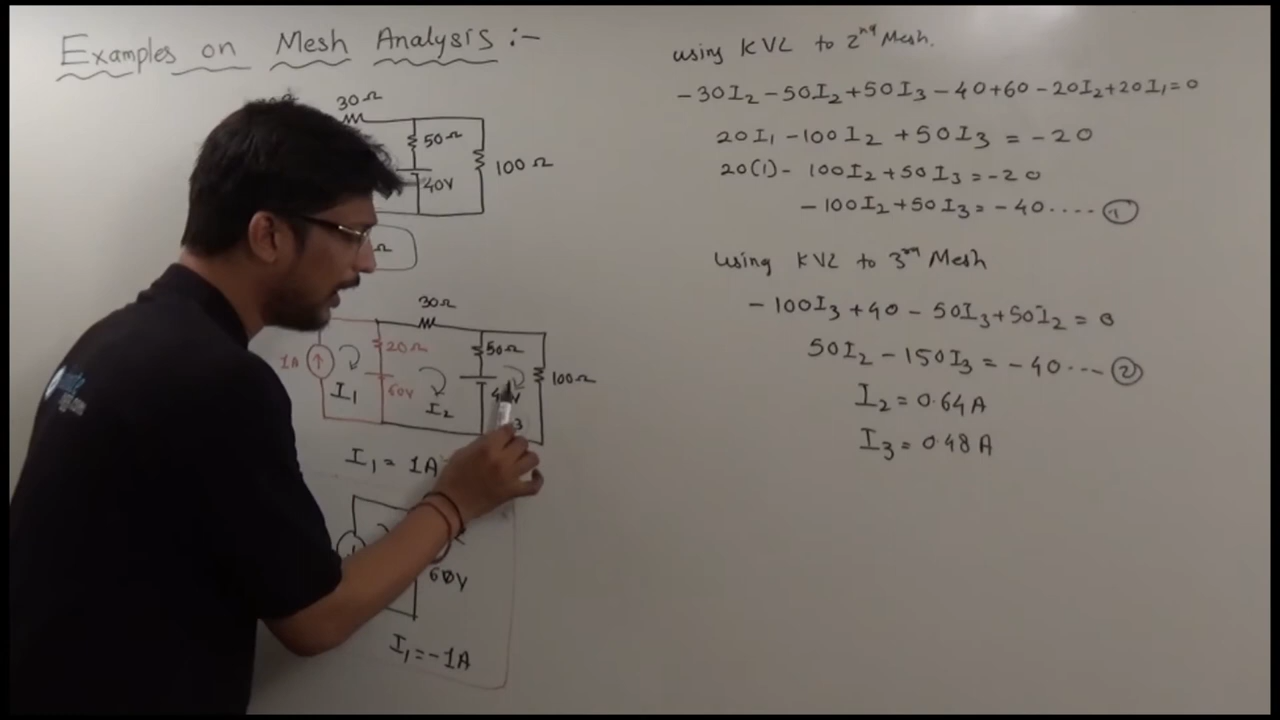 Examples on Mesh Analysis :-
30Ω
50Ω
100Ω
40V
Ω
30Ω
20Ω
50Ω
1A
100Ω
I₁
60V
I₂
3
I₁ = 1A
60V
I₁ = -1A
using KVL to 2nd Mesh.
-30I₂ - 50I₂ + 50I₃ - 40 + 60 - 20I₂ + 20I₁ = 0
20I₁ - 100I₂ + 50I₃ = -20
20(1) - 100I₂ + 50I₃ = -20
-100I₂ + 50I₃ = -40 .... ①
using KVL to 3rd Mesh
-100I₃ + 40 - 50I₃ + 50I₂ = 0
50I₂ - 150I₃ = -40 ... ②
I₂ = 0.64A
I₃ = 0.48A